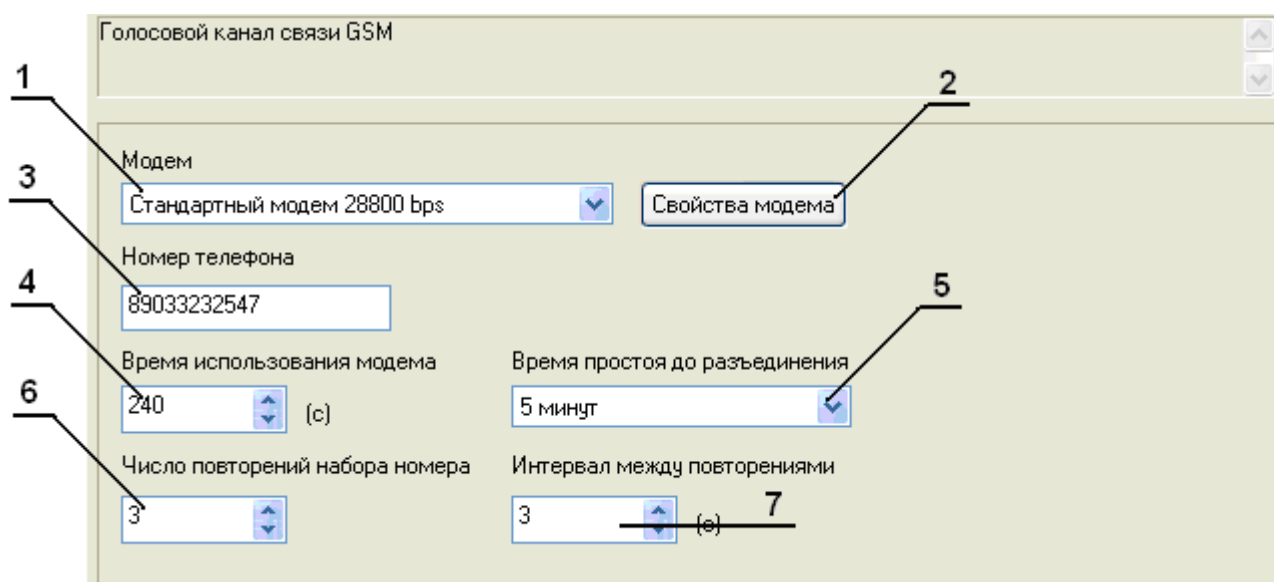 Голосовой канал связи GSM
1
2
Модем
3
Стандартный модем 28800 bps Свойства модема
Номер телефона
4
5
89033232547
Время использования модема Время простоя до разъединения
6
240 (с) 5 минут
Число повторений набора номера Интервал между повторениями
3 3 (с) 7